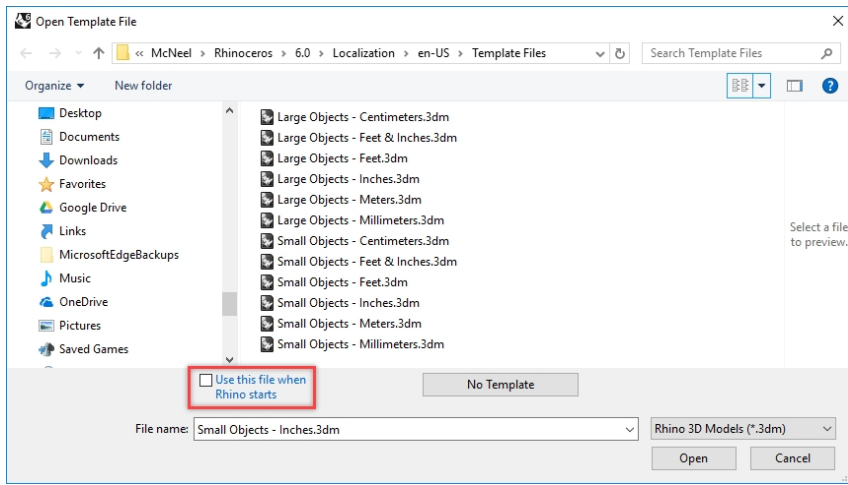 Open Template File
« McNeel > Rhinoceros > 6.0 > Localization > en-US > Template Files
Search Template Files
Organize
New folder
Desktop
Documents
Downloads
Favorites
Google Drive
Links
MicrosoftEdgeBackups
Music
OneDrive
Pictures
Saved Games
Large Objects - Centimeters.3dm
Large Objects - Feet & Inches.3dm
Large Objects - Feet.3dm
Large Objects - Inches.3dm
Large Objects - Meters.3dm
Large Objects - Millimeters.3dm
Small Objects - Centimeters.3dm
Small Objects - Feet & Inches.3dm
Small Objects - Feet.3dm
Small Objects - Inches.3dm
Small Objects - Meters.3dm
Small Objects - Millimeters.3dm
Select a file
to preview.
Use this file when
Rhino starts
No Template
File name: Small Objects - Inches.3dm
Rhino 3D Models (*.3dm)
Open
Cancel